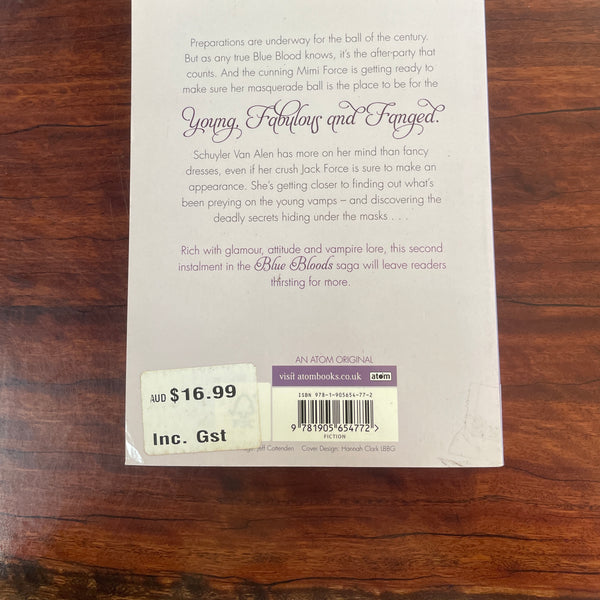 Preparations are underway for the ball of the century.
But as any true Blue Blood knows, it's the after-party that
counts. And the cunning Mimi Force is getting ready to
make sure her masquerade ball is the place to be for the
Young, Fabulous and Fanged.
Schuyler Van Alen has more on her mind than fancy
dresses, even if her crush Jack Force is sure to make an
appearance. She's getting closer to finding out what's
been preying on the young vamps – and discovering the
deadly secrets hiding under the masks . . .
Rich with glamour, attitude and vampire lore, this second
instalment in the Blue Bloods saga will leave readers
thirsting for more.
AN ATOM ORIGINAL
visit atombooks.co.uk atom
ISBN 978-1-905654-77-2
9 781905 654772 >
FICTION
AUD $16.99
Inc. Gst
Jeff Cottenden Cover Design: Hannah Clark LBBG